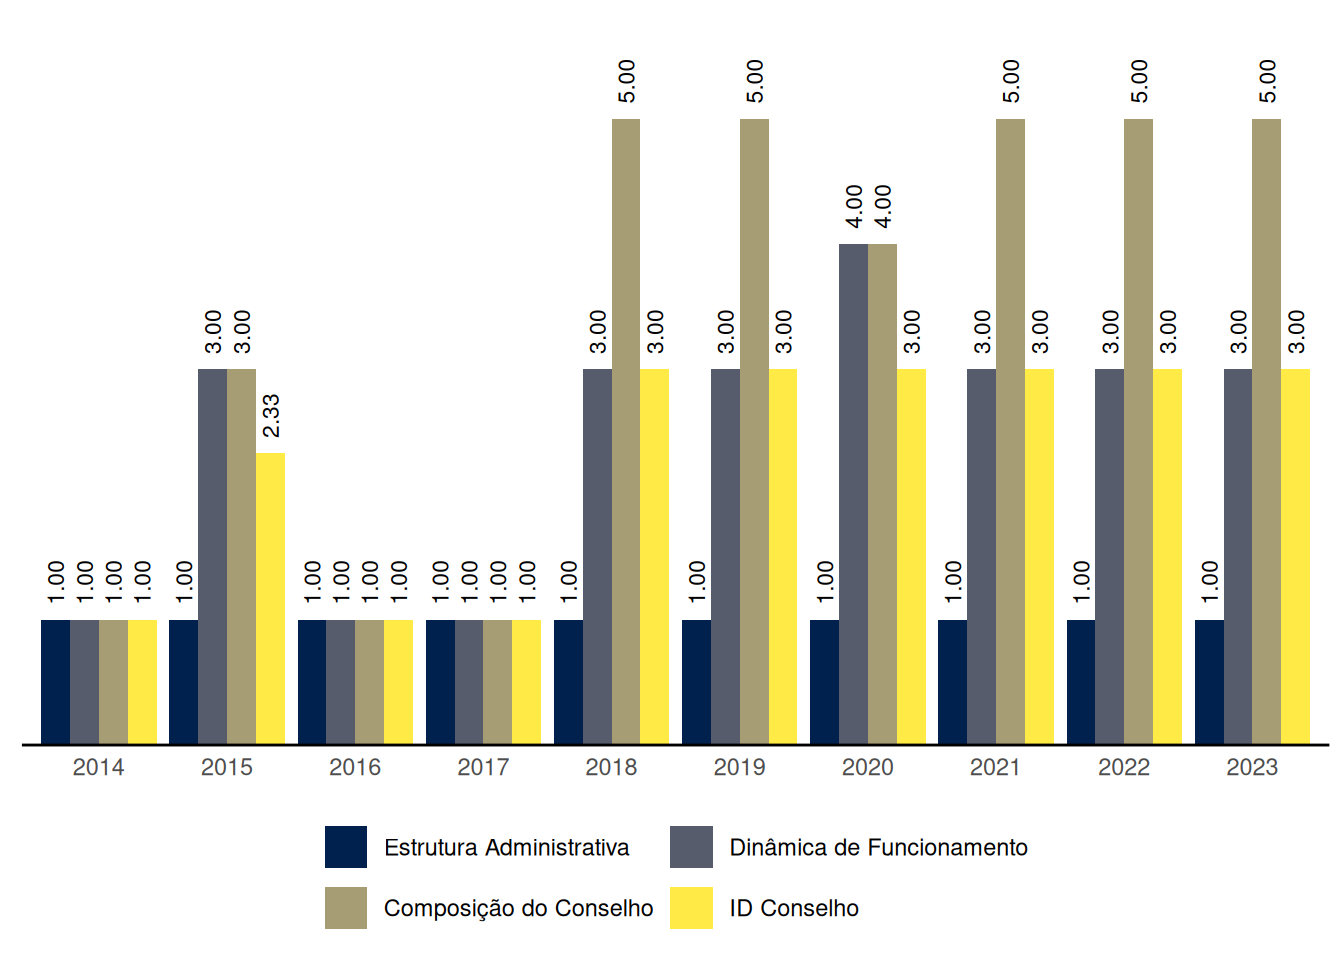 5.00 5.00 5.00 5.00 5.00
4.00 4.00
3.00 3.00 3.00 3.00 3.00 3.00 3.00 3.00 3.00 3.00 3.00 3.00 3.00
2.33
1.00 1.00 1.00 1.00 1.00 1.00 1.00 1.00 1.00 1.00 1.00 1.00 1.00 1.00 1.00 1.00 1.00 1.00 1.00
2014 2015 2016 2017 2018 2019 2020 2021 2022 2023
Estrutura Administrativa Dinâmica de Funcionamento
Composição do Conselho ID Conselho